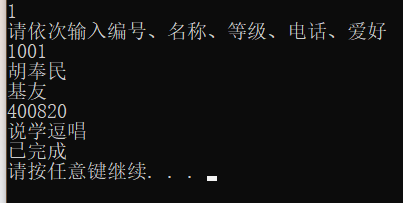 1
请依次输入编号、名称、等级、电话、爱好
1001
胡奉民
基友
400820
说学逗唱
已完成
请按任意键继续. . .